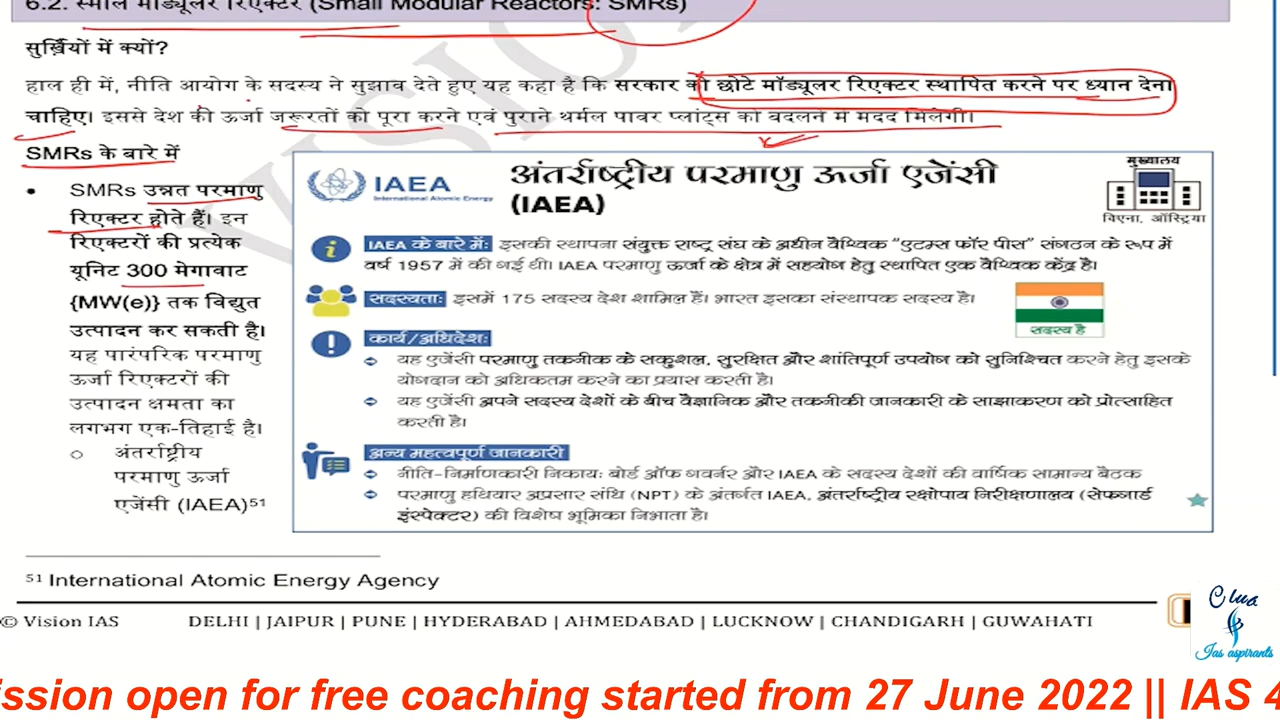 6.2. स्मॉल मॉड्यूलर रिएक्टर (Small Modular Reactors: SMRs)
सुर्ख़ियों में क्यों?
हाल ही में, नीति आयोग के सदस्य ने सुझाव देते हुए यह कहा है कि सरकार को छोटे मॉड्यूलर रिएक्टर स्थापित करने पर ध्यान देना
चाहिए। इससे देश की ऊर्जा जरूरतों को पूरा करने एवं पुराने थर्मल पावर प्लांट्स को बदलने में मदद मिलेगी।
SMRs के बारे में
• SMRs उन्नत परमाणु
रिएक्टर होते हैं। इन
रिएक्टरों की प्रत्येक
यूनिट 300 मेगावाट
{MW(e)} तक विद्युत
उत्पादन कर सकती है।
यह पारंपरिक परमाणु
ऊर्जा रिएक्टरों की
उत्पादन क्षमता का
लगभग एक-तिहाई है।
○ अंतर्राष्ट्रीय
परमाणु ऊर्जा
एजेंसी (IAEA)51
IAEA
International Atomic Energy Agency
अंतर्राष्ट्रीय परमाणु ऊर्जा एजेंसी
(IAEA)
मुख्यालय
विएना, ऑस्ट्रिया
IAEA के बारे में: इसकी स्थापना संयुक्त राष्ट्र संघ के अधीन वैश्विक "एटम्स फॉर पीस" संगठन के रूप में
वर्ष 1957 में की गई थी। IAEA परमाणु ऊर्जा के क्षेत्र में सहयोग हेतु स्थापित एक वैश्विक केंद्र है।
सदस्यता: इसमें 175 सदस्य देश शामिल हैं। भारत इसका संस्थापक सदस्य है।
सदस्य है
कार्य/अधिदेश:
यह एजेंसी परमाणु तकनीक के सकुशल, सुरक्षित और शांतिपूर्ण उपयोग को सुनिश्चित करने हेतु इसके
योगदान को अधिकतम करने का प्रयास करती है।
यह एजेंसी अपने सदस्य देशों के बीच वैज्ञानिक और तकनीकी जानकारी के साझाकरण को प्रोत्साहित
करती है।
अन्य महत्वपूर्ण जानकारी
नीति-निर्माणकारी निकाय: बोर्ड ऑफ गवर्नर और IAEA के सदस्य देशों की वार्षिक सामान्य बैठक
परमाणु हथियार अप्रसार संधि (NPT) के अंतर्गत IAEA, अंतर्राष्ट्रीय रक्षोपाय निरीक्षणालय (सेफगार्ड
इंस्पेक्टर) की विशेष भूमिका निभाता है।
51 International Atomic Energy Agency
© Vision IAS
DELHI | JAIPUR | PUNE | HYDERABAD | AHMEDABAD | LUCKNOW | CHANDIGARH | GUWAHATI
Ias aspirants
ission open for free coaching started from 27 June 2022 || IAS 4